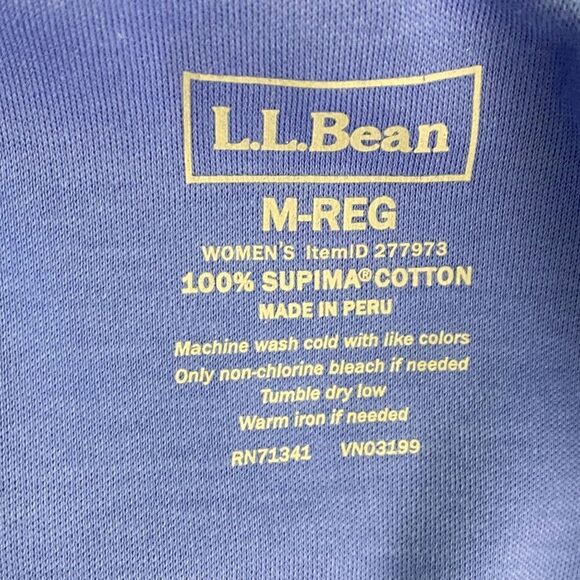 L.L.Bean
M-REG
WOMEN'S ItemID 277973
100% SUPIMA® COTTON
MADE IN PERU
Machine wash cold with like colors
Only non-chlorine bleach if needed
Tumble dry low
Warm iron if needed
RN71341 VN03199